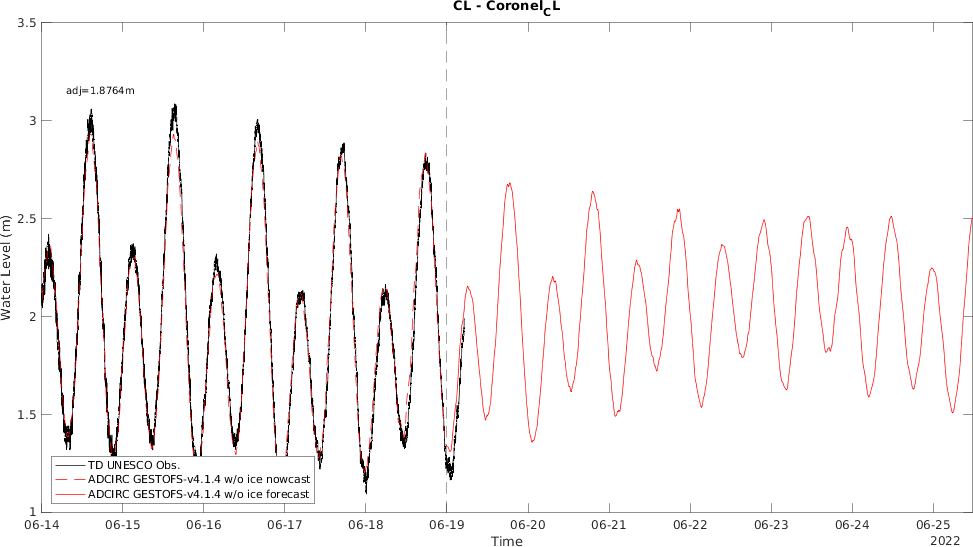 CL - Coronel_CL
adj=1.8764m
3.5
3
2.5
2
1.5
1
Water Level (m)
TD UNESCO Obs.
ADCIRC GESTOFS-v4.1.4 w/o ice nowcast
ADCIRC GESTOFS-v4.1.4 w/o ice forecast
06-14 06-15 06-16 06-17 06-18 06-19 06-20 06-21 06-22 06-23 06-24 06-25
Time
2022